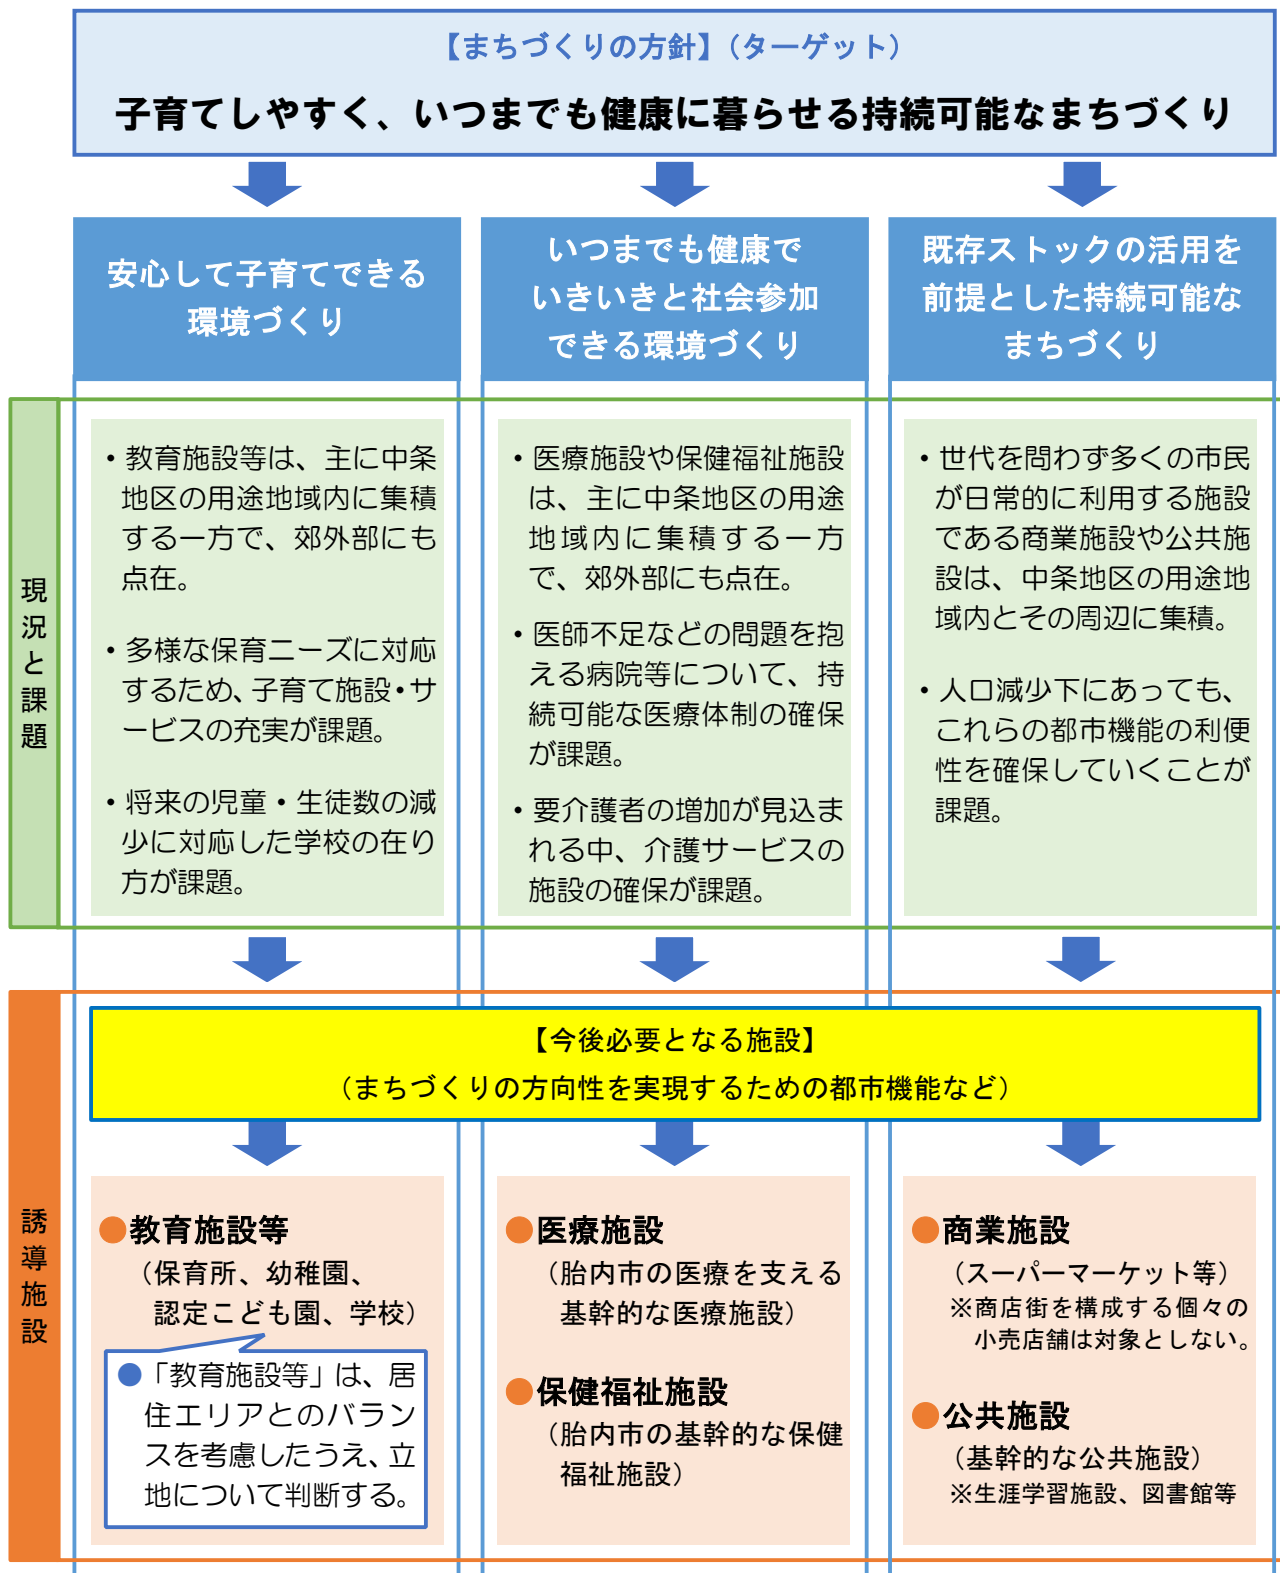 【まちづくりの方針】（ターゲット）
子育てしやすく、いつまでも健康に暮らせる持続可能なまちづくり
安心して子育てできる
環境づくり
いつまでも健康で
いきいきと社会参加
できる環境づくり
既存ストックの活用を
前提とした持続可能な
まちづくり
現況と課題
・教育施設等は、主に中条
地区の用途地域内に集積
する一方で、郊外部にも
点在。
・多様な保育ニーズに対応
するため、子育て施設・サ
ービスの充実が課題。
・将来の児童・生徒数の減
少に対応した学校の在り
方が課題。
・医療施設や保健福祉施設
は、主に中条地区の用途
地域内に集積する一方
で、郊外部にも点在。
・医師不足などの問題を抱
える病院等について、持
続可能な医療体制の確保
が課題。
・要介護者の増加が見込ま
れる中、介護サービスの
施設の確保が課題。
・世代を問わず多くの市民
が日常的に利用する施設
である商業施設や公共施
設は、中条地区の用途地
域内とその周辺に集積。
・人口減少下にあっても、
これらの都市機能の利便
性を確保していくことが
課題。
【今後必要となる施設】
（まちづくりの方向性を実現するための都市機能など）
誘導施設
●教育施設等
（保育所、幼稚園、
認定こども園、学校）
●「教育施設等」は、居
住エリアとのバラン
スを考慮したうえ、立
地について判断する。
●医療施設
（胎内市の医療を支える
基幹的な医療施設）
●保健福祉施設
（胎内市の基幹的な保健
福祉施設）
●商業施設
（スーパーマーケット等）
※商店街を構成する個々の
小売店舗は対象としない。
●公共施設
（基幹的な公共施設）
※生涯学習施設、図書館等